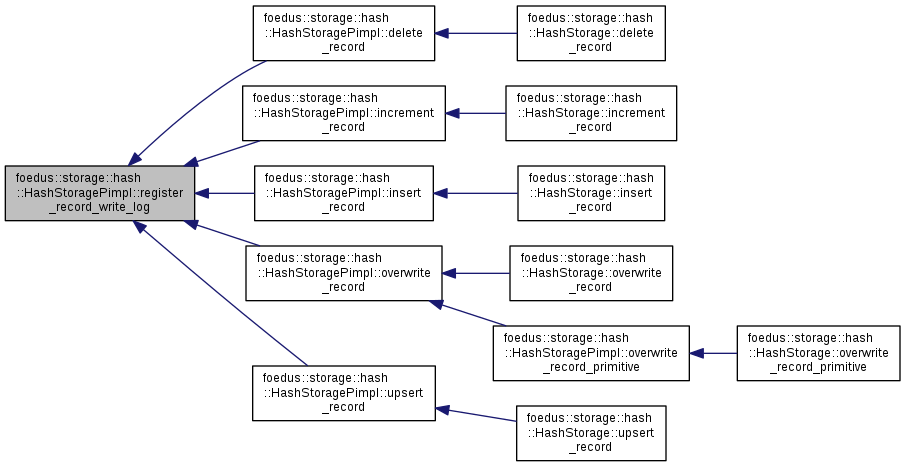 foedus::storage::hash
::HashStoragePimpl::delete
_record
foedus::storage::hash
::HashStorage::delete
_record
foedus::storage::hash
::HashStoragePimpl::increment
_record
foedus::storage::hash
::HashStorage::increment
_record
foedus::storage::hash
::HashStoragePimpl::register
_record_write_log
foedus::storage::hash
::HashStoragePimpl::insert
_record
foedus::storage::hash
::HashStorage::insert
_record
foedus::storage::hash
::HashStoragePimpl::overwrite
_record
foedus::storage::hash
::HashStorage::overwrite
_record
foedus::storage::hash
::HashStoragePimpl::overwrite
_record_primitive
foedus::storage::hash
::HashStorage::overwrite
_record_primitive
foedus::storage::hash
::HashStoragePimpl::upsert
_record
foedus::storage::hash
::HashStorage::upsert
_record